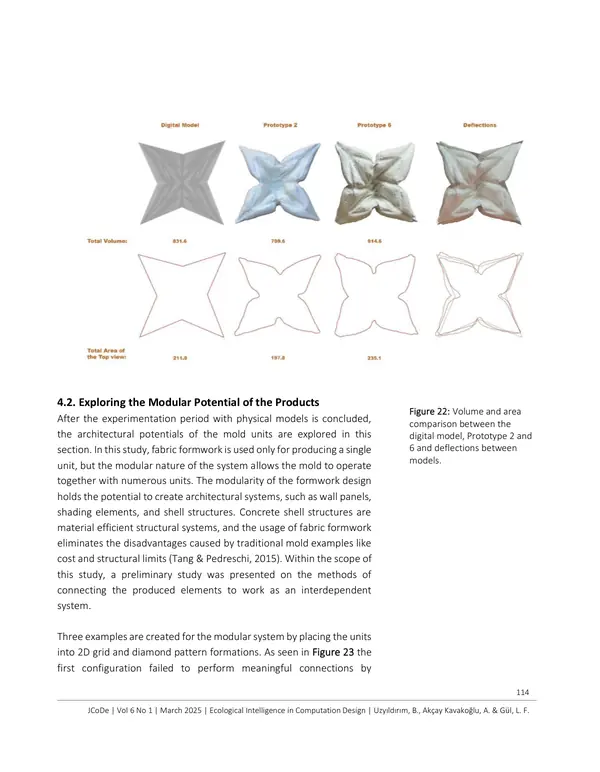 Digital Model Prototype 2 Prototype 6 Deflections
Total Volume: 831.6 759.6 914.6
Total Area of
the Top view: 211.8 197.8 235.1
4.2. Exploring the Modular Potential of the Products
After the experimentation period with physical models is concluded,
the architectural potentials of the mold units are explored in this
section. In this study, fabric formwork is used only for producing a single
unit, but the modular nature of the system allows the mold to operate
together with numerous units. The modularity of the formwork design
holds the potential to create architectural systems, such as wall panels,
shading elements, and shell structures. Concrete shell structures are
material efficient structural systems, and the usage of fabric formwork
eliminates the disadvantages caused by traditional mold examples like
cost and structural limits (Tang & Pedreschi, 2015). Within the scope of
this study, a preliminary study was presented on the methods of
connecting the produced elements to work as an interdependent
system.
Three examples are created for the modular system by placing the units
into 2D grid and diamond pattern formations. As seen in Figure 23 the
first configuration failed to perform meaningful connections by
Figure 22: Volume and area
comparison between the
digital model, Prototype 2 and
6 and deflections between
models.
114
JCoDe | Vol 6 No 1 | March 2025 | Ecological Intelligence in Computation Design | Uzyıldırım, B., Akçay Kavakoğlu, A. & Gül, L. F.